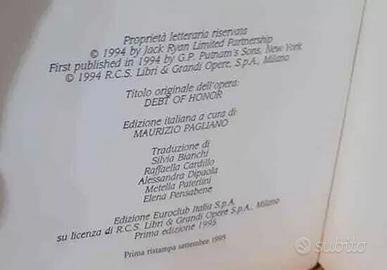 Proprietà letteraria riservata
© 1994 by Jack Ryan Limited Partnership
First published in 1994 by G.P. Putnam's Sons, New York
© 1994 R.C.S. Libri & Grandi Opere, S.p.A., Milano
Titolo originale dell'opera:
DEBT OF HONOR
Edizione italiana a cura di
MAURIZIO PAGLIANO
Traduzione di
Silvia Bianchi
Raffaella Cardillo
Alessandra Dipaola
Metella Paterlini
Elena Pensabene
Edizione Euroclub Italia S.p.A.
su licenza di R.C.S. Libri & Grandi Opere S.p.A., Milano
Prima edizione 1995
Prima ristampa settembre 1995
subito